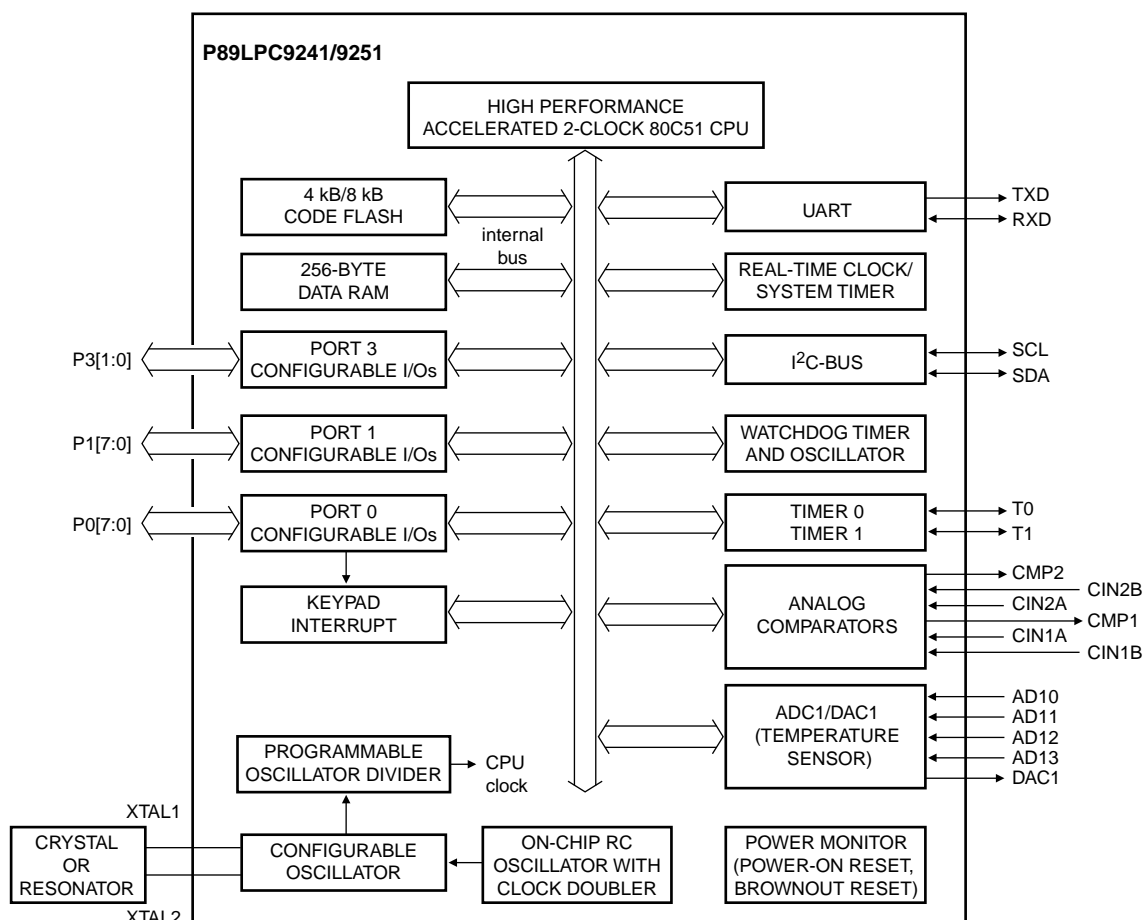 P89LPC9241/9251
HIGH PERFORMANCE
ACCELERATED 2-CLOCK 80C51 CPU
4 kB/8 kB
CODE FLASH
internal
bus
UART
TXD
RXD
256-BYTE
DATA RAM
REAL-TIME CLOCK/
SYSTEM TIMER
P3[1:0]
PORT 3
CONFIGURABLE I/Os
I²C-BUS
SCL
SDA
P1[7:0]
PORT 1
CONFIGURABLE I/Os
WATCHDOG TIMER
AND OSCILLATOR
P0[7:0]
PORT 0
CONFIGURABLE I/Os
TIMER 0
TIMER 1
T0
T1
KEYPAD
INTERRUPT
ANALOG
COMPARATORS
CMP2
CIN2B
CIN2A
CMP1
CIN1A
CIN1B
ADC1/DAC1
(TEMPERATURE
SENSOR)
AD10
AD11
AD12
AD13
DAC1
PROGRAMMABLE
OSCILLATOR DIVIDER
CPU
clock
XTAL1
CRYSTAL
OR
RESONATOR
XTAL2
CONFIGURABLE
OSCILLATOR
ON-CHIP RC
OSCILLATOR WITH
CLOCK DOUBLER
POWER MONITOR
(POWER-ON RESET,
BROWNOUT RESET)